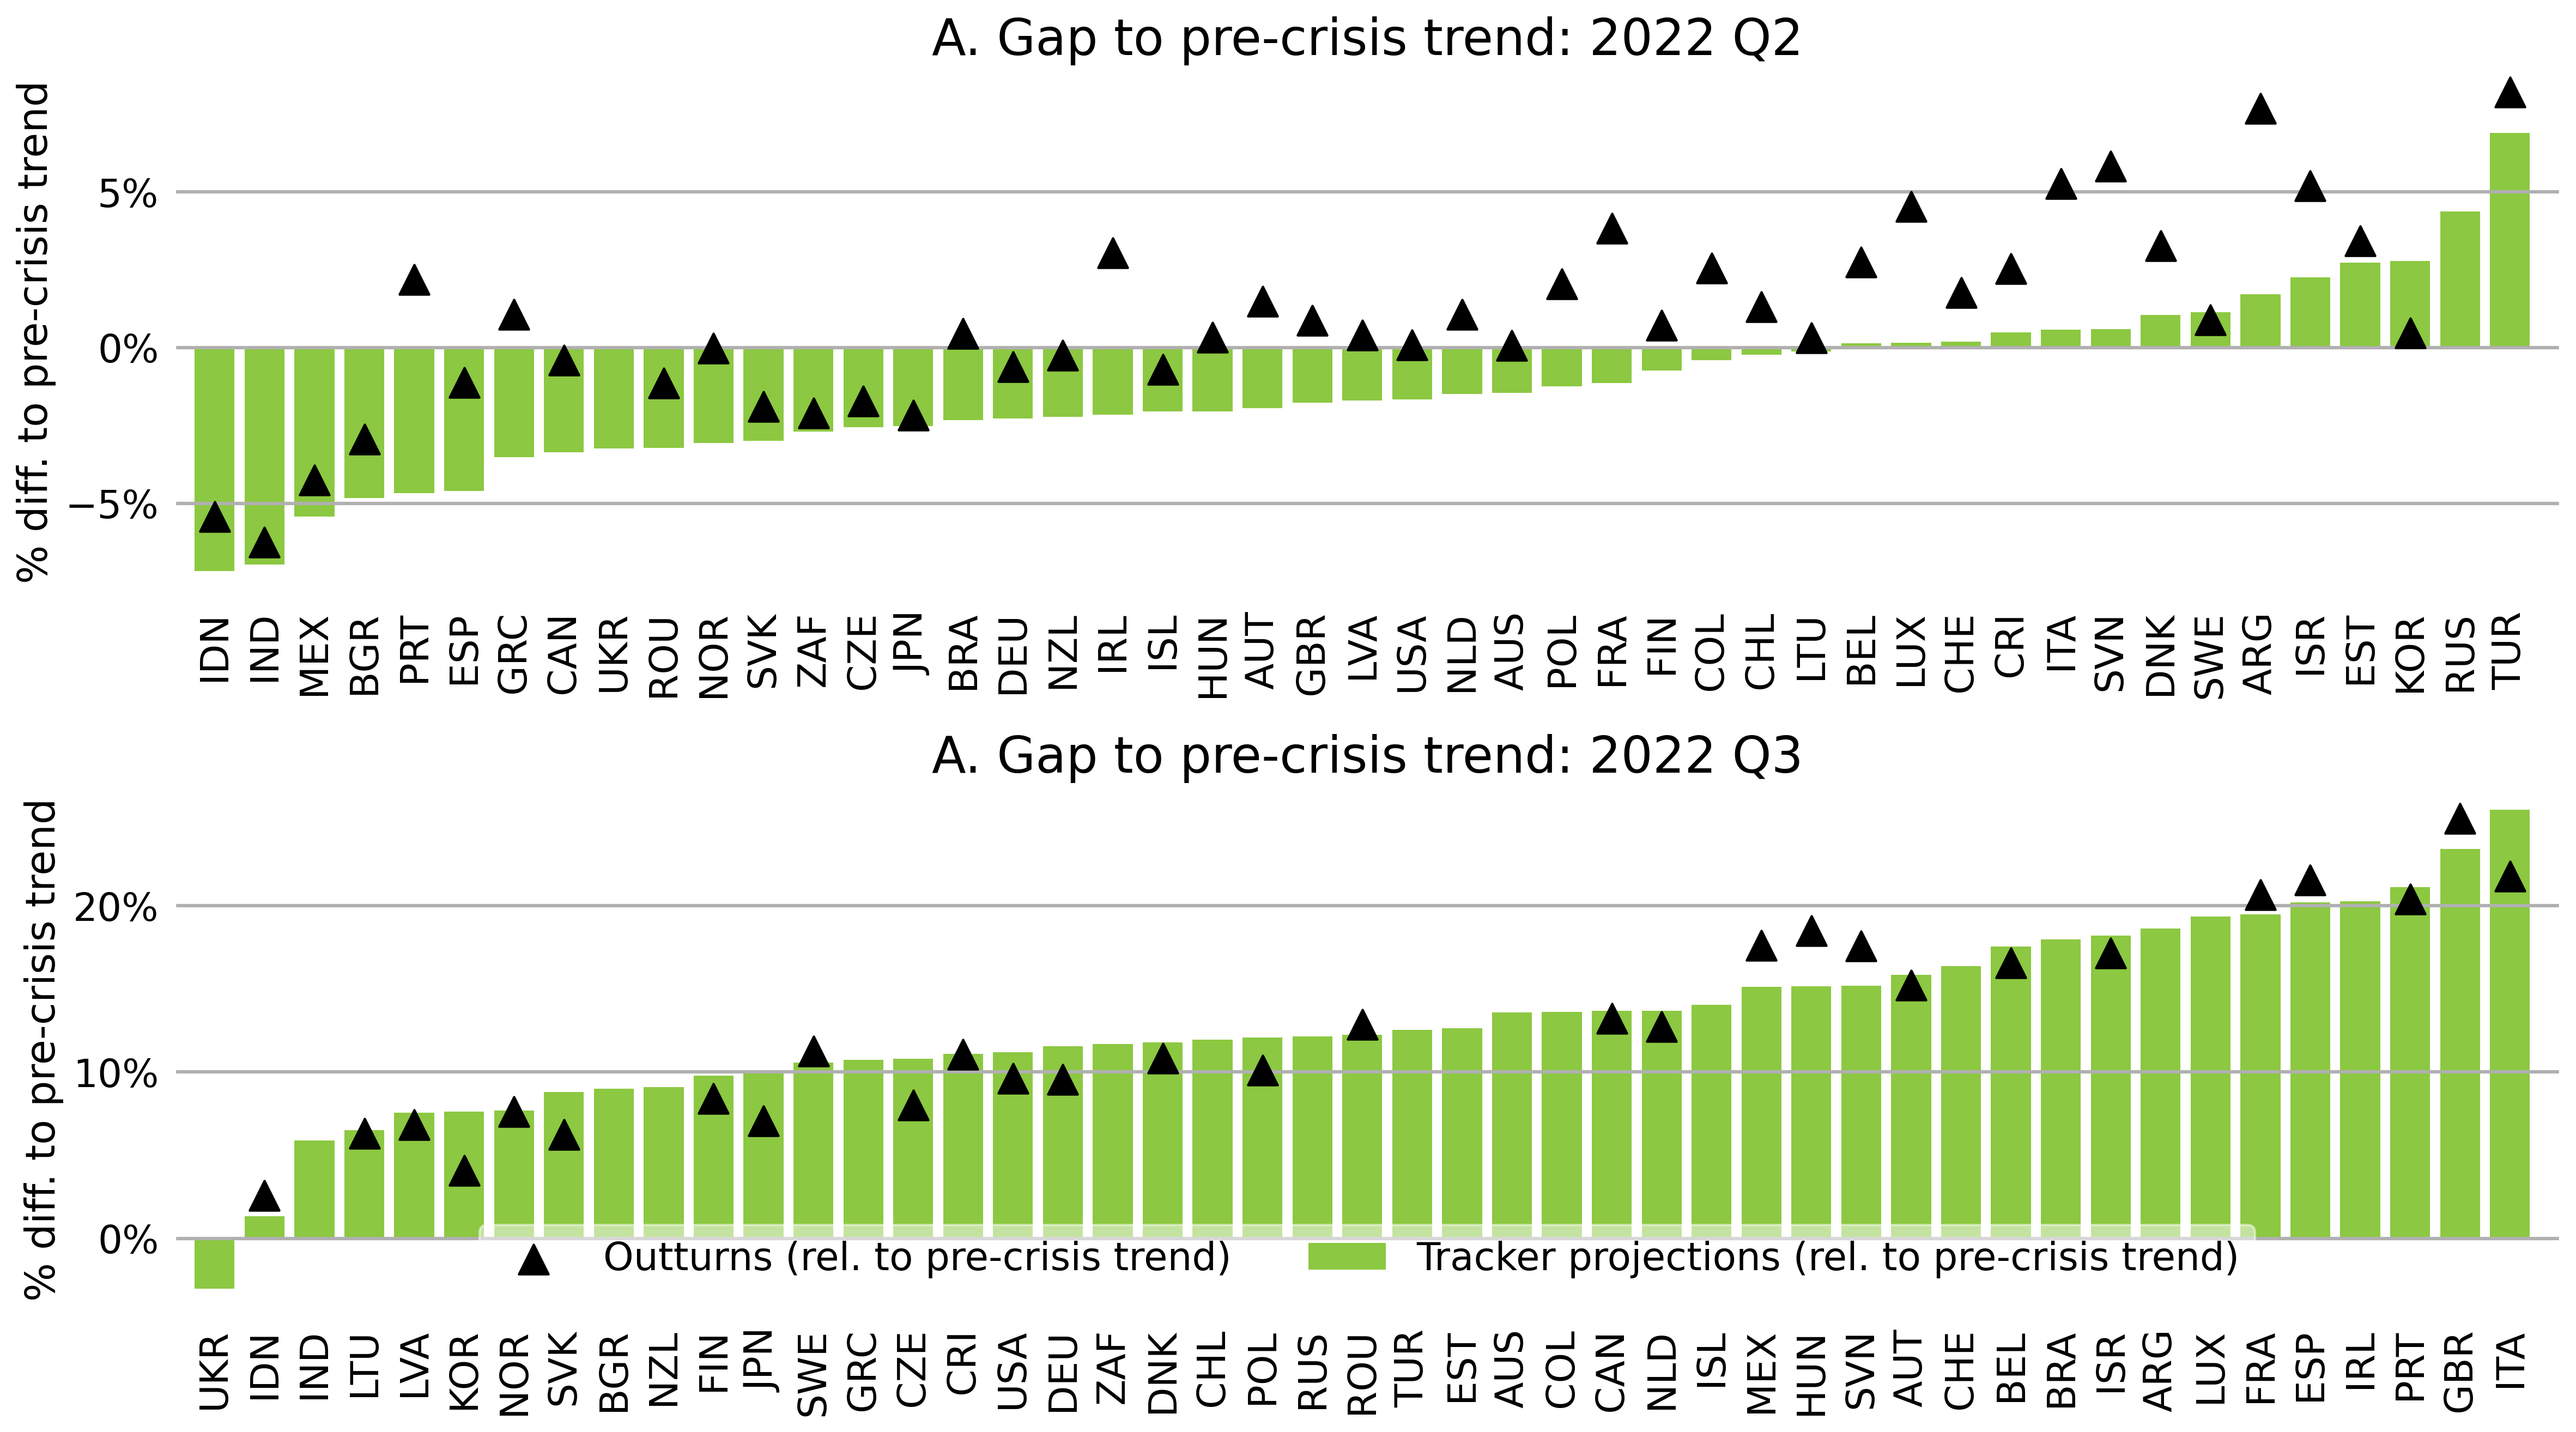 A. Gap to pre-crisis trend: 2022 Q2
% diff. to pre-crisis trend
5%
0%
−5%
IDN IND MEX BGR PRT ESP GRC CAN UKR ROU NOR SVK ZAF CZE JPN BRA DEU NZL IRL ISL HUN AUT GBR LVA USA NLD AUS POL FRA FIN COL CHL LTU BEL LUX CHE CRI ITA SVN DNK SWE ARG ISR EST KOR RUS TUR
A. Gap to pre-crisis trend: 2022 Q3
% diff. to pre-crisis trend
20%
10%
0%
Outturns (rel. to pre-crisis trend) Tracker projections (rel. to pre-crisis trend)
UKR IDN IND LTU LVA KOR NOR SVK BGR NZL FIN JPN SWE GRC CZE CRI USA DEU ZAF DNK CHL POL RUS ROU TUR EST AUS COL CAN NLD ISL MEX HUN SVN AUT CHE BEL BRA ISR ARG LUX FRA ESP IRL PRT GBR ITA